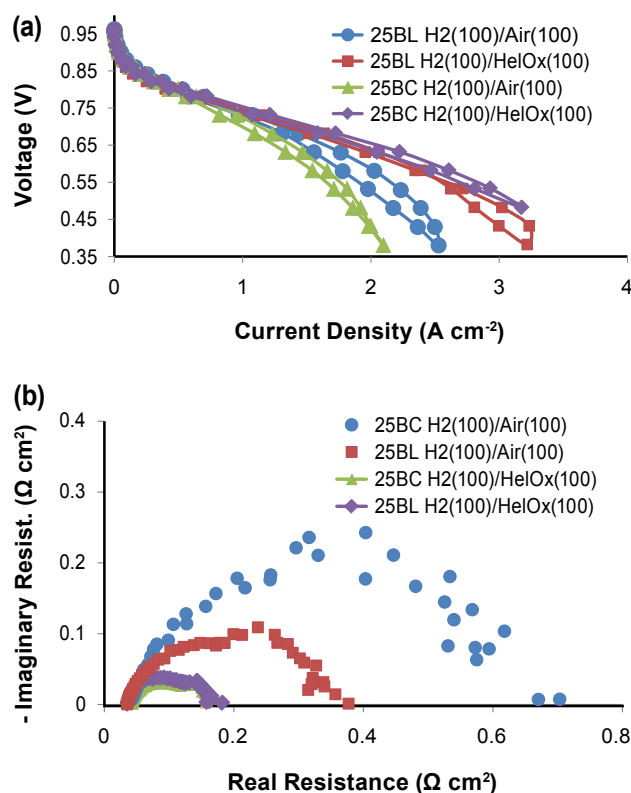 (a)
25BL H2(100)/Air(100)
25BL H2(100)/HelOx(100)
25BC H2(100)/Air(100)
25BC H2(100)/HelOx(100)
Voltage (V)
0.95
0.85
0.75
0.65
0.55
0.45
0.35
0 1 2 3 4
Current Density (A cm-2)
(b)
25BC H2(100)/Air(100)
25BL H2(100)/Air(100)
25BC H2(100)/HelOx(100)
25BL H2(100)/HelOx(100)
- Imaginary Resist. (Ω cm²)
0.4
0.3
0.2
0.1
0
0 0.2 0.4 0.6 0.8
Real Resistance (Ω cm²)